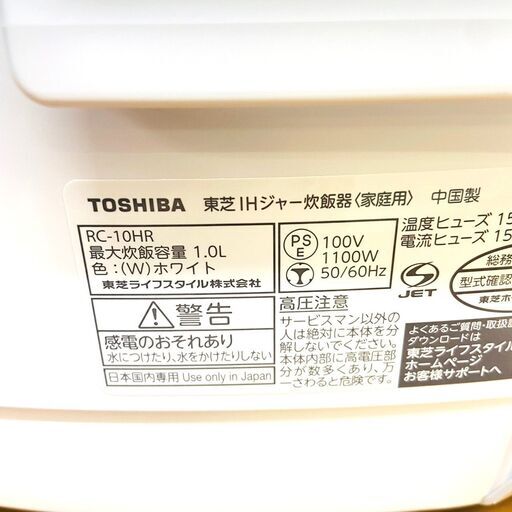 TOSHIBA 東芝IHジャー炊飯器〈家庭用〉 中国製
RC-10HR
最大炊飯容量 1.0L
色:(W)ホワイト
東芝ライフスタイル株式会社
PS
E
100V
1100W
50/60Hz
温度ヒューズ 15
電流ヒューズ 15
S
JET
総務
型式確認
東芝ホ
警告
感電のおそれあり
水につけたり、水をかけたりしない
日本国内専用 Use only in Japan
高圧注意
サービスマン以外の人
は絶対に本体を分
解しないでください。
本体内部に高電圧部
分が数多くあり、万
一さわると危険です。
よくあるご質問・取扱説
ダウンロードは
東芝ライフスタイル
ホームページ
お客様サポートへ